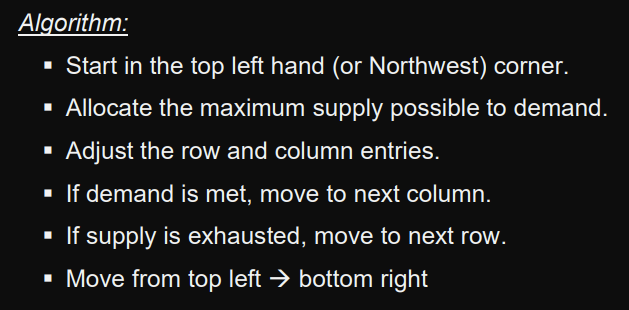 Algorithm:
▪ Start in the top left hand (or Northwest) corner.
▪ Allocate the maximum supply possible to demand.
▪ Adjust the row and column entries.
▪ If demand is met, move to next column.
▪ If supply is exhausted, move to next row.
▪ Move from top left → bottom right